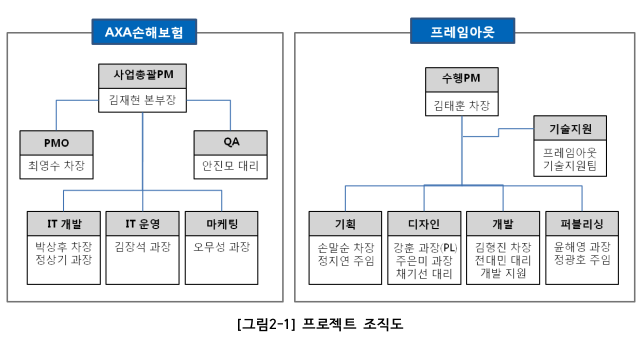 AXA손해보험
사업총괄PM
김재현 본부장
PMO
최영수 차장
QA
안진모 대리
IT 개발
박상후 차장
정상기 과장
IT 운영
김장석 과장
마케팅
오무성 과장
프레임아웃
수행PM
김태훈 차장
기술지원
프레임아웃
기술지원팀
기획
손말순 차장
정지연 주임
디자인
강훈 과장(PL)
주은미 과장
채기선 대리
개발
김형진 차장
전대민 대리
개발 지원
퍼블리싱
윤해영 과장
정광호 주임
[그림2-1] 프로젝트 조직도